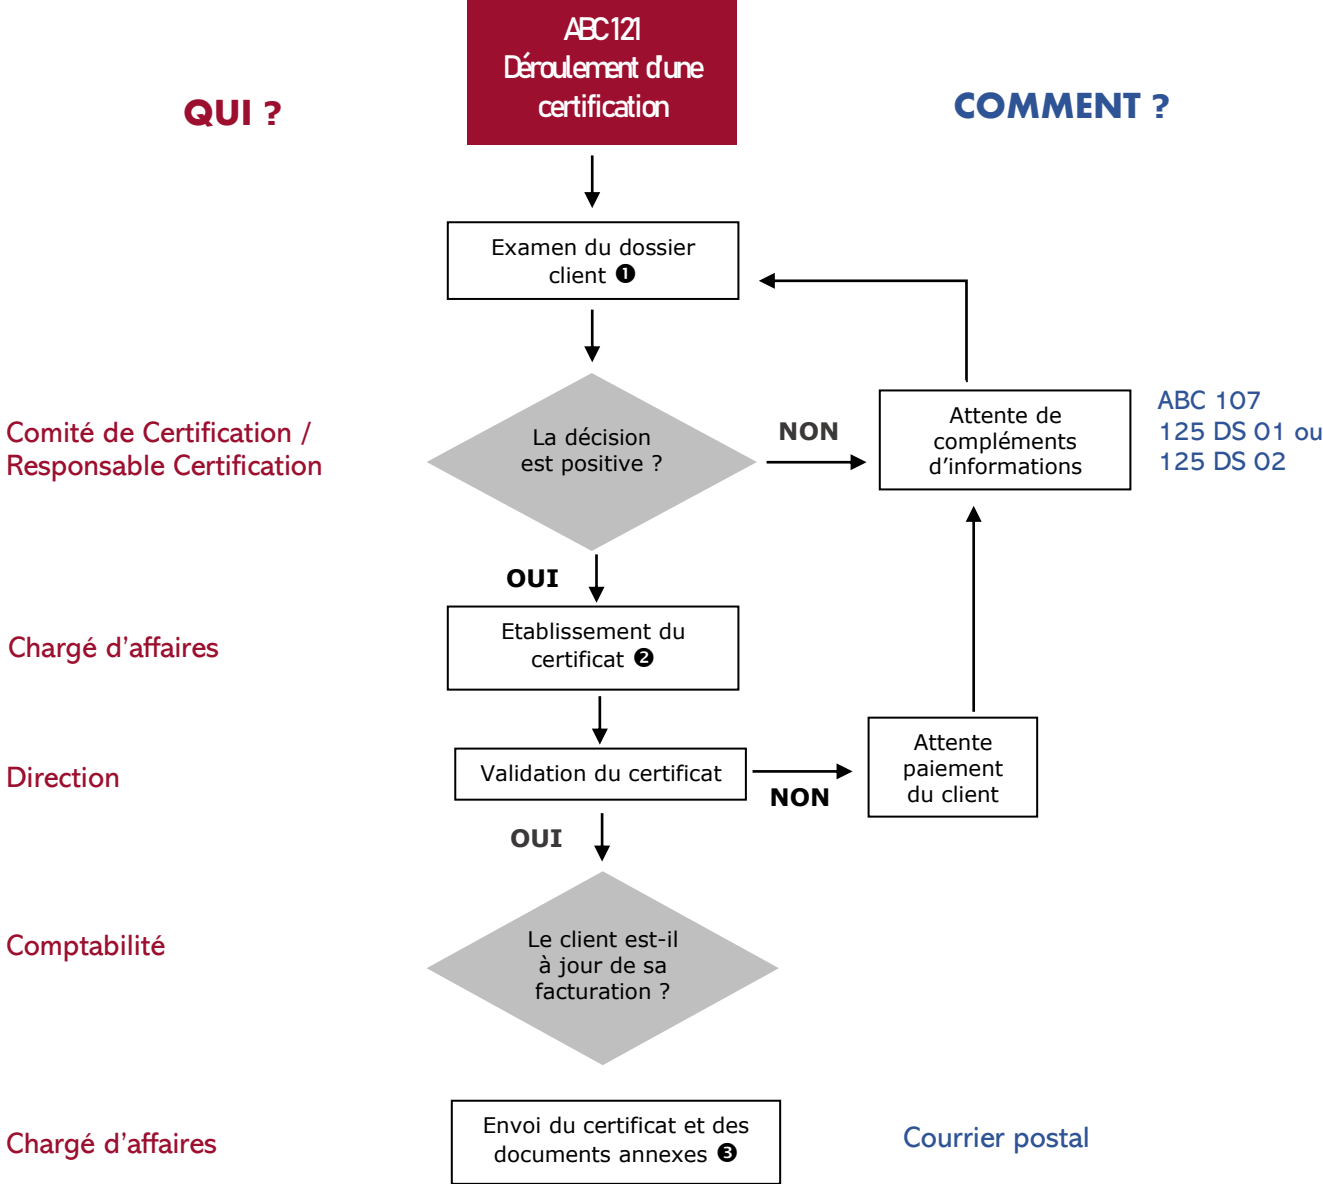 ABC 121
Déroulement d'une
certification
QUI ?
COMMENT ?
Examen du dossier
client ❶
Comité de Certification /
Responsable Certification
La décision
est positive ?
NON
Attente de
compléments
d’informations
ABC 107
125 DS 01 ou
125 DS 02
OUI
Chargé d’affaires
Etablissement du
certificat ❷
Direction
Validation du certificat
NON
Attente
paiement
du client
OUI
Comptabilité
Le client est-il
à jour de sa
facturation ?
Chargé d’affaires
Envoi du certificat et des
documents annexes ❸
Courrier postal